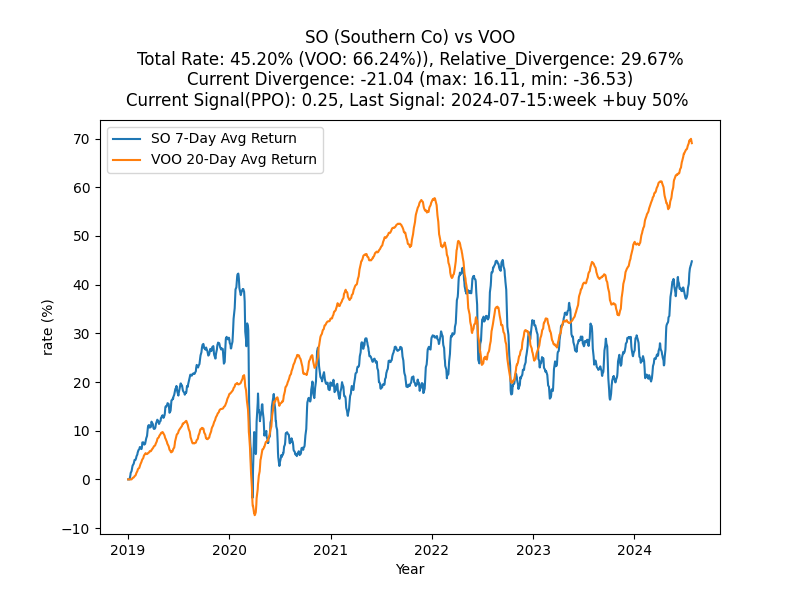 SO (Southern Co) vs VOO
Total Rate: 45.20% (VOO: 66.24%)), Relative_Divergence: 29.67%
Current Divergence: -21.04 (max: 16.11, min: -36.53)
Current Signal(PPO): 0.25, Last Signal: 2024-07-15:week +buy 50%
SO 7-Day Avg Return
VOO 20-Day Avg Return
70
60
50
40
30
20
10
0
−10
rate (%)
2019 2020 2021 2022 2023 2024
Year